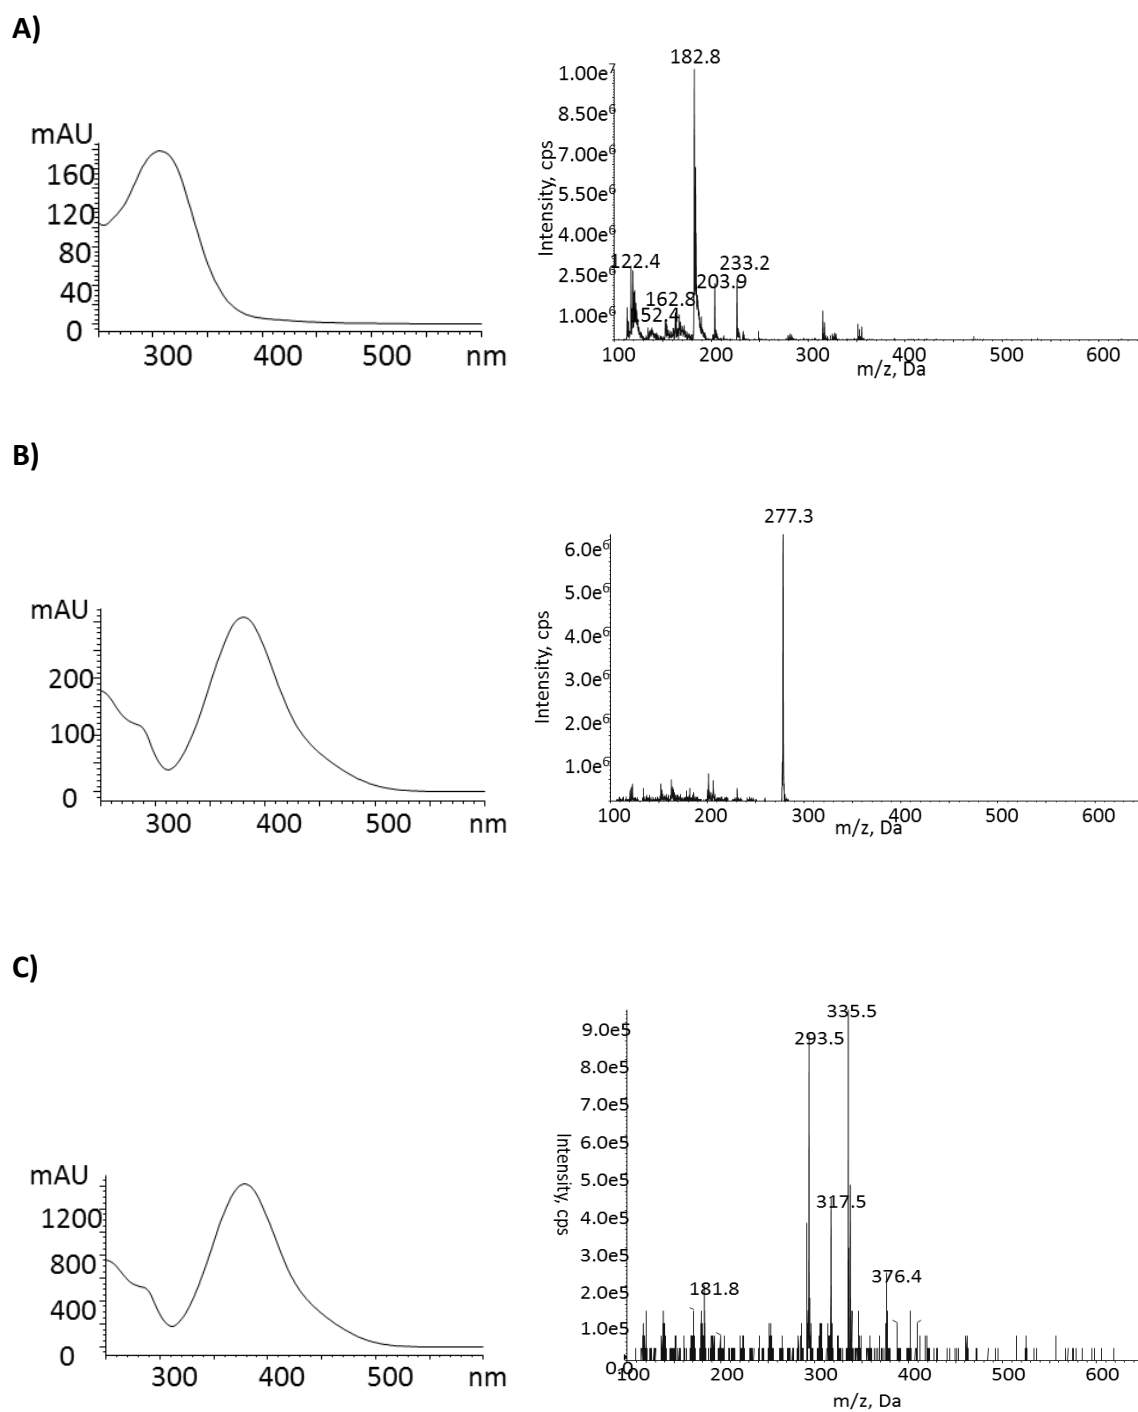 A)
mAU
160
120
80
40
0
300
400
500
nm
Intensity, cps
1.00e7
8.50e6
7.00e6
5.50e6
4.00e6
2.50e6
1.00e6
182.8
122.4
233.2
203.9
162.8
52.4
100
200
300
400
500
600
m/z, Da
B)
mAU
200
100
0
300
400
500
nm
Intensity, cps
6.0e6
5.0e6
4.0e6
3.0e6
2.0e6
1.0e6
277.3
100
200
300
400
500
600
m/z, Da
C)
mAU
1200
800
400
0
300
400
500
nm
Intensity, cps
9.0e5
8.0e5
7.0e5
6.0e5
5.0e5
4.0e5
3.0e5
2.0e5
1.0e5
0.0
335.5
293.5
317.5
376.4
181.8
100
200
300
400
500
600
m/z, Da